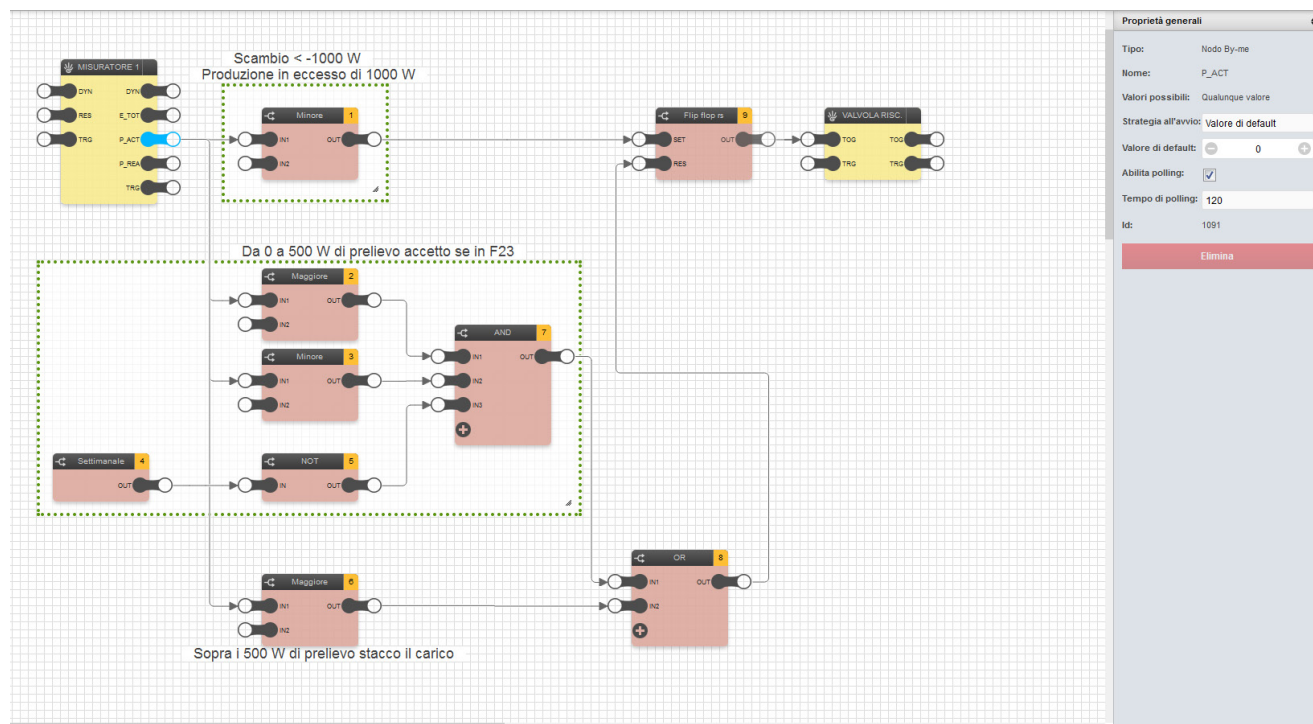 Scambio < -1000 W
Produzione in eccesso di 1000 W
MISURATORE 1
DYN DYN
RES E_TOT
TRG P_ACT
P_REA
TRG
Minore 1
IN1 OUT
IN2
Flip flop rs 9
SET OUT
RES
VALVOLA RISC.
TOG TOG
TRG TRG
Da 0 a 500 W di prelievo accetto se in F23
Maggiore 2
IN1 OUT
IN2
Minore 3
IN1 OUT
IN2
AND 7
IN1 OUT
IN2
IN3
Settimanale 4
OUT
NOT 5
IN OUT
Maggiore 6
IN1 OUT
IN2
Sopra i 500 W di prelievo stacco il carico
OR 8
IN1 OUT
IN2
Proprietà generali
Tipo: Nodo By-me
Nome: P_ACT
Valori possibili: Qualunque valore
Strategia all'avvio: Valore di default
Valore di default: 0
Abilita polling:
Tempo di polling: 120
Id: 1091
Elimina